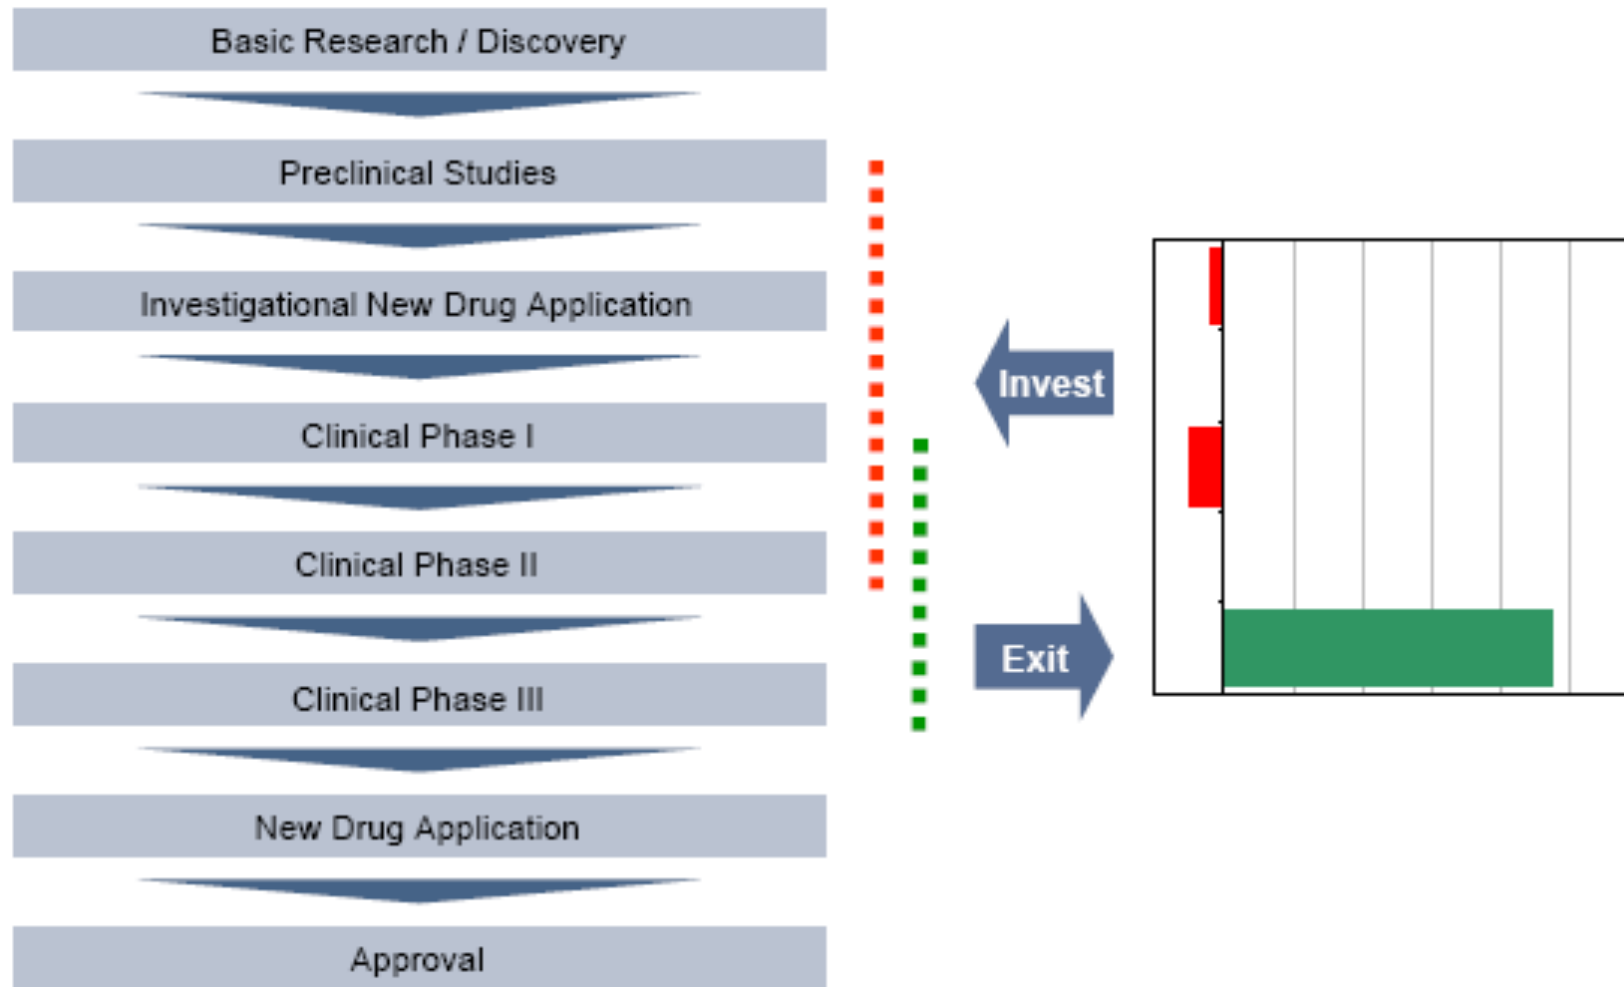 Basic Research / Discovery
Preclinical Studies
Investigational New Drug Application
Clinical Phase I
Clinical Phase II
Clinical Phase III
New Drug Application
Approval
Invest
Exit